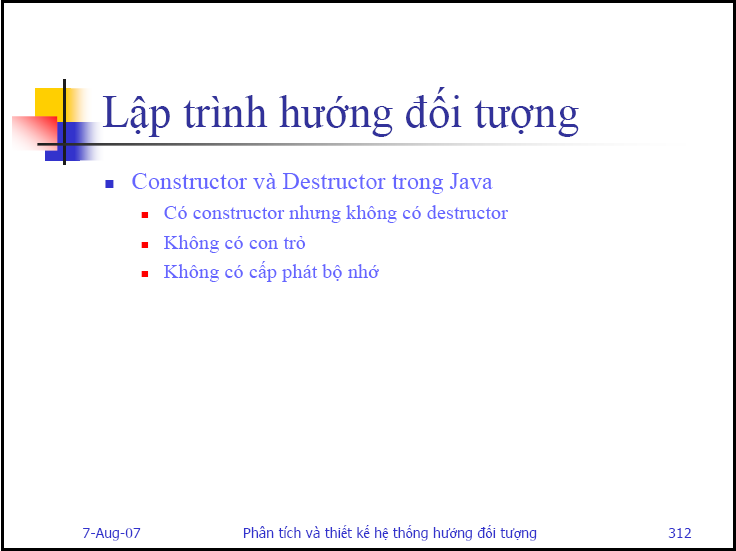 Lập trình hướng đối tượng
Constructor và Destructor trong Java
Có constructor nhưng không có destructor
Không có con trỏ
Không có cấp phát bộ nhớ
7-Aug-07
Phân tích và thiết kế hệ thống hướng đối tượng
312